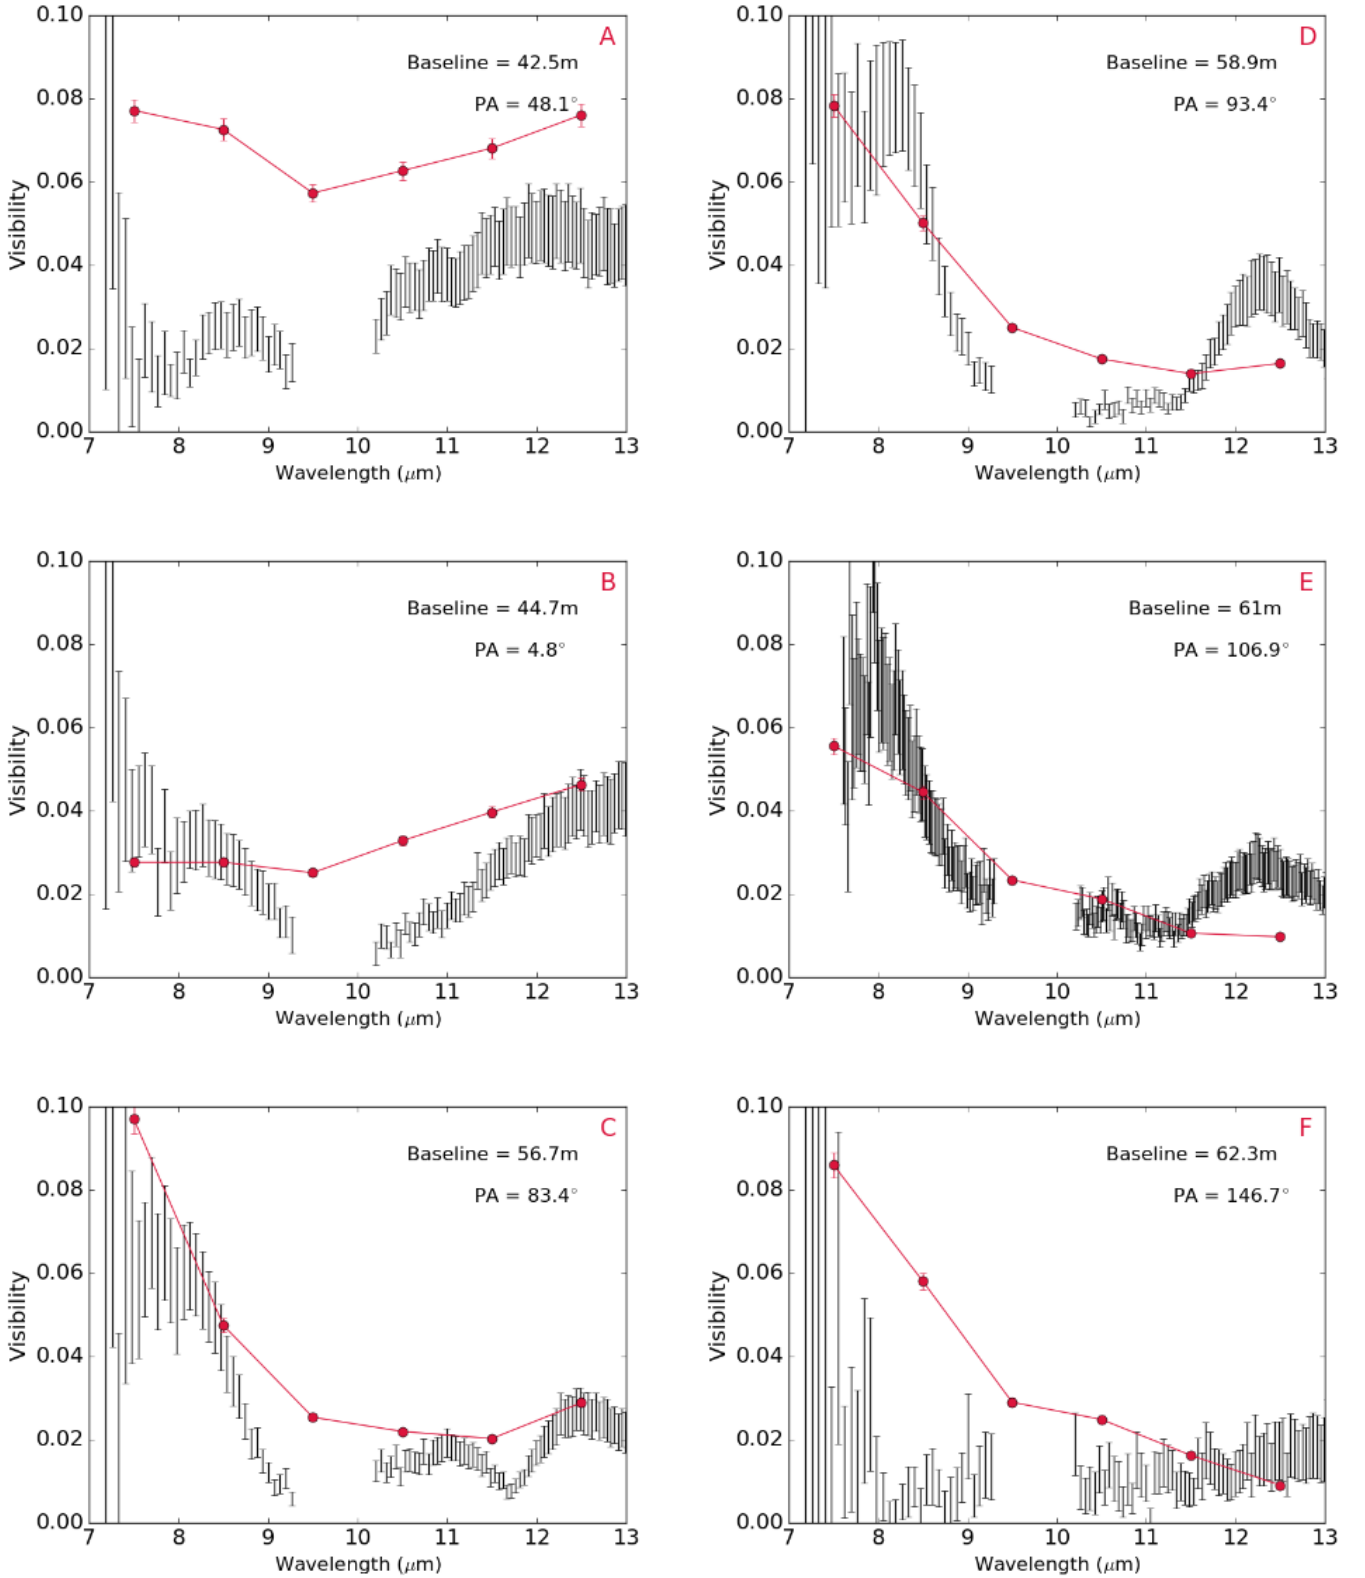 A
Baseline = 42.5m
PA = 48.1°
0.10
0.08
0.06
0.04
0.02
0.00
Visibility
7 8 9 10 11 12 13
Wavelength (μm)
D
Baseline = 58.9m
PA = 93.4°
0.10
0.08
0.06
0.04
0.02
0.00
Visibility
7 8 9 10 11 12 13
Wavelength (μm)
B
Baseline = 44.7m
PA = 4.8°
0.10
0.08
0.06
0.04
0.02
0.00
Visibility
7 8 9 10 11 12 13
Wavelength (μm)
E
Baseline = 61m
PA = 106.9°
0.10
0.08
0.06
0.04
0.02
0.00
Visibility
7 8 9 10 11 12 13
Wavelength (μm)
C
Baseline = 56.7m
PA = 83.4°
0.10
0.08
0.06
0.04
0.02
0.00
Visibility
7 8 9 10 11 12 13
Wavelength (μm)
F
Baseline = 62.3m
PA = 146.7°
0.10
0.08
0.06
0.04
0.02
0.00
Visibility
7 8 9 10 11 12 13
Wavelength (μm)